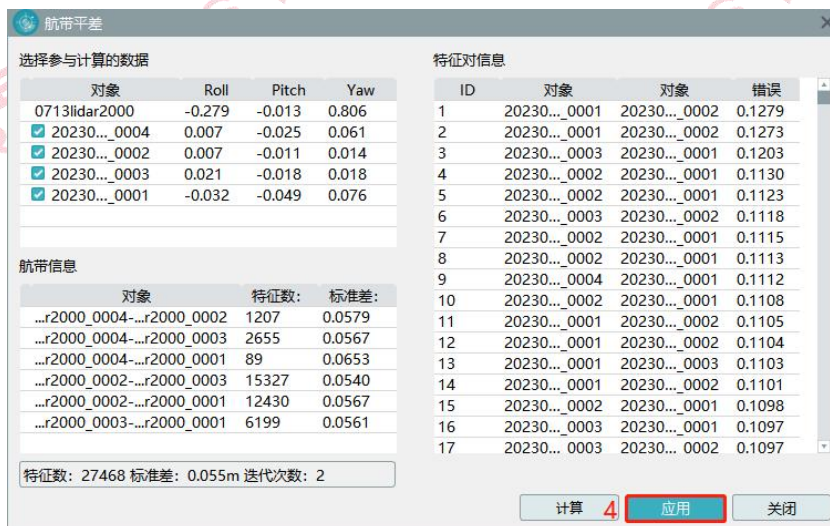 航带平差
选择参与计算的数据
对象 Roll Pitch Yaw
0713lidar2000 -0.279 -0.013 0.806
20230..._0004 0.007 -0.025 0.061
20230..._0002 0.007 -0.011 0.014
20230..._0003 0.021 -0.018 0.018
20230..._0001 -0.032 -0.049 0.076
航带信息
对象 特征数: 标准差:
...r2000_0004-...r2000_0002 1207 0.0579
...r2000_0004-...r2000_0003 2655 0.0567
...r2000_0004-...r2000_0001 89 0.0653
...r2000_0002-...r2000_0003 15327 0.0540
...r2000_0002-...r2000_0001 12430 0.0567
...r2000_0003-...r2000_0001 6199 0.0561
特征数: 27468 标准差: 0.055m 迭代次数: 2
特征对信息
ID 对象 对象 错误
1 20230..._0001 20230..._0002 0.1279
2 20230..._0001 20230..._0002 0.1273
3 20230..._0003 20230..._0001 0.1203
4 20230..._0002 20230..._0001 0.1130
5 20230..._0002 20230..._0001 0.1123
6 20230..._0003 20230..._0002 0.1118
7 20230..._0002 20230..._0001 0.1115
8 20230..._0002 20230..._0001 0.1113
9 20230..._0004 20230..._0001 0.1112
10 20230..._0002 20230..._0001 0.1108
11 20230..._0001 20230..._0002 0.1105
12 20230..._0001 20230..._0002 0.1104
13 20230..._0001 20230..._0003 0.1103
14 20230..._0001 20230..._0002 0.1101
15 20230..._0002 20230..._0001 0.1098
16 20230..._0003 20230..._0001 0.1097
17 20230..._0003 20230..._0002 0.1097
计算 4 应用 关闭